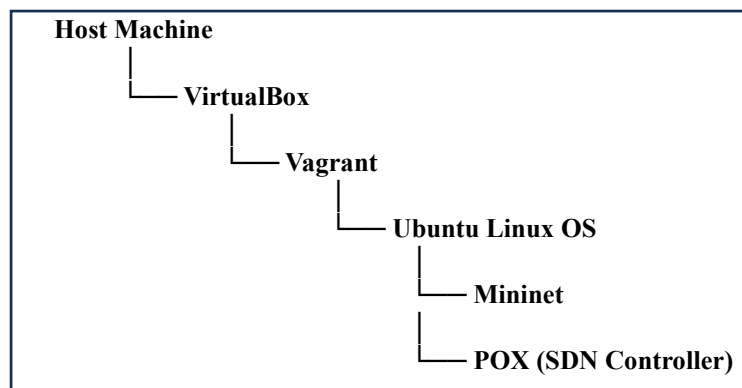 Host Machine
VirtualBox
Vagrant
Ubuntu Linux OS
Mininet
POX (SDN Controller)